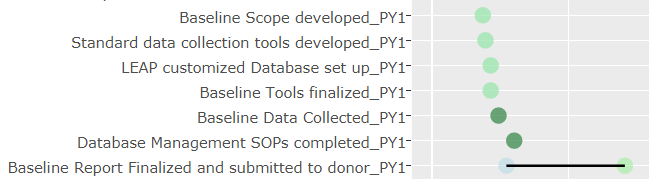 Baseline Scope developed_PY1
Standard data collection tools developed_PY1
LEAP customized Database set up_PY1
Baseline Tools finalized_PY1
Baseline Data Collected_PY1
Database Management SOPs completed_PY1
Baseline Report Finalized and submitted to donor_PY1